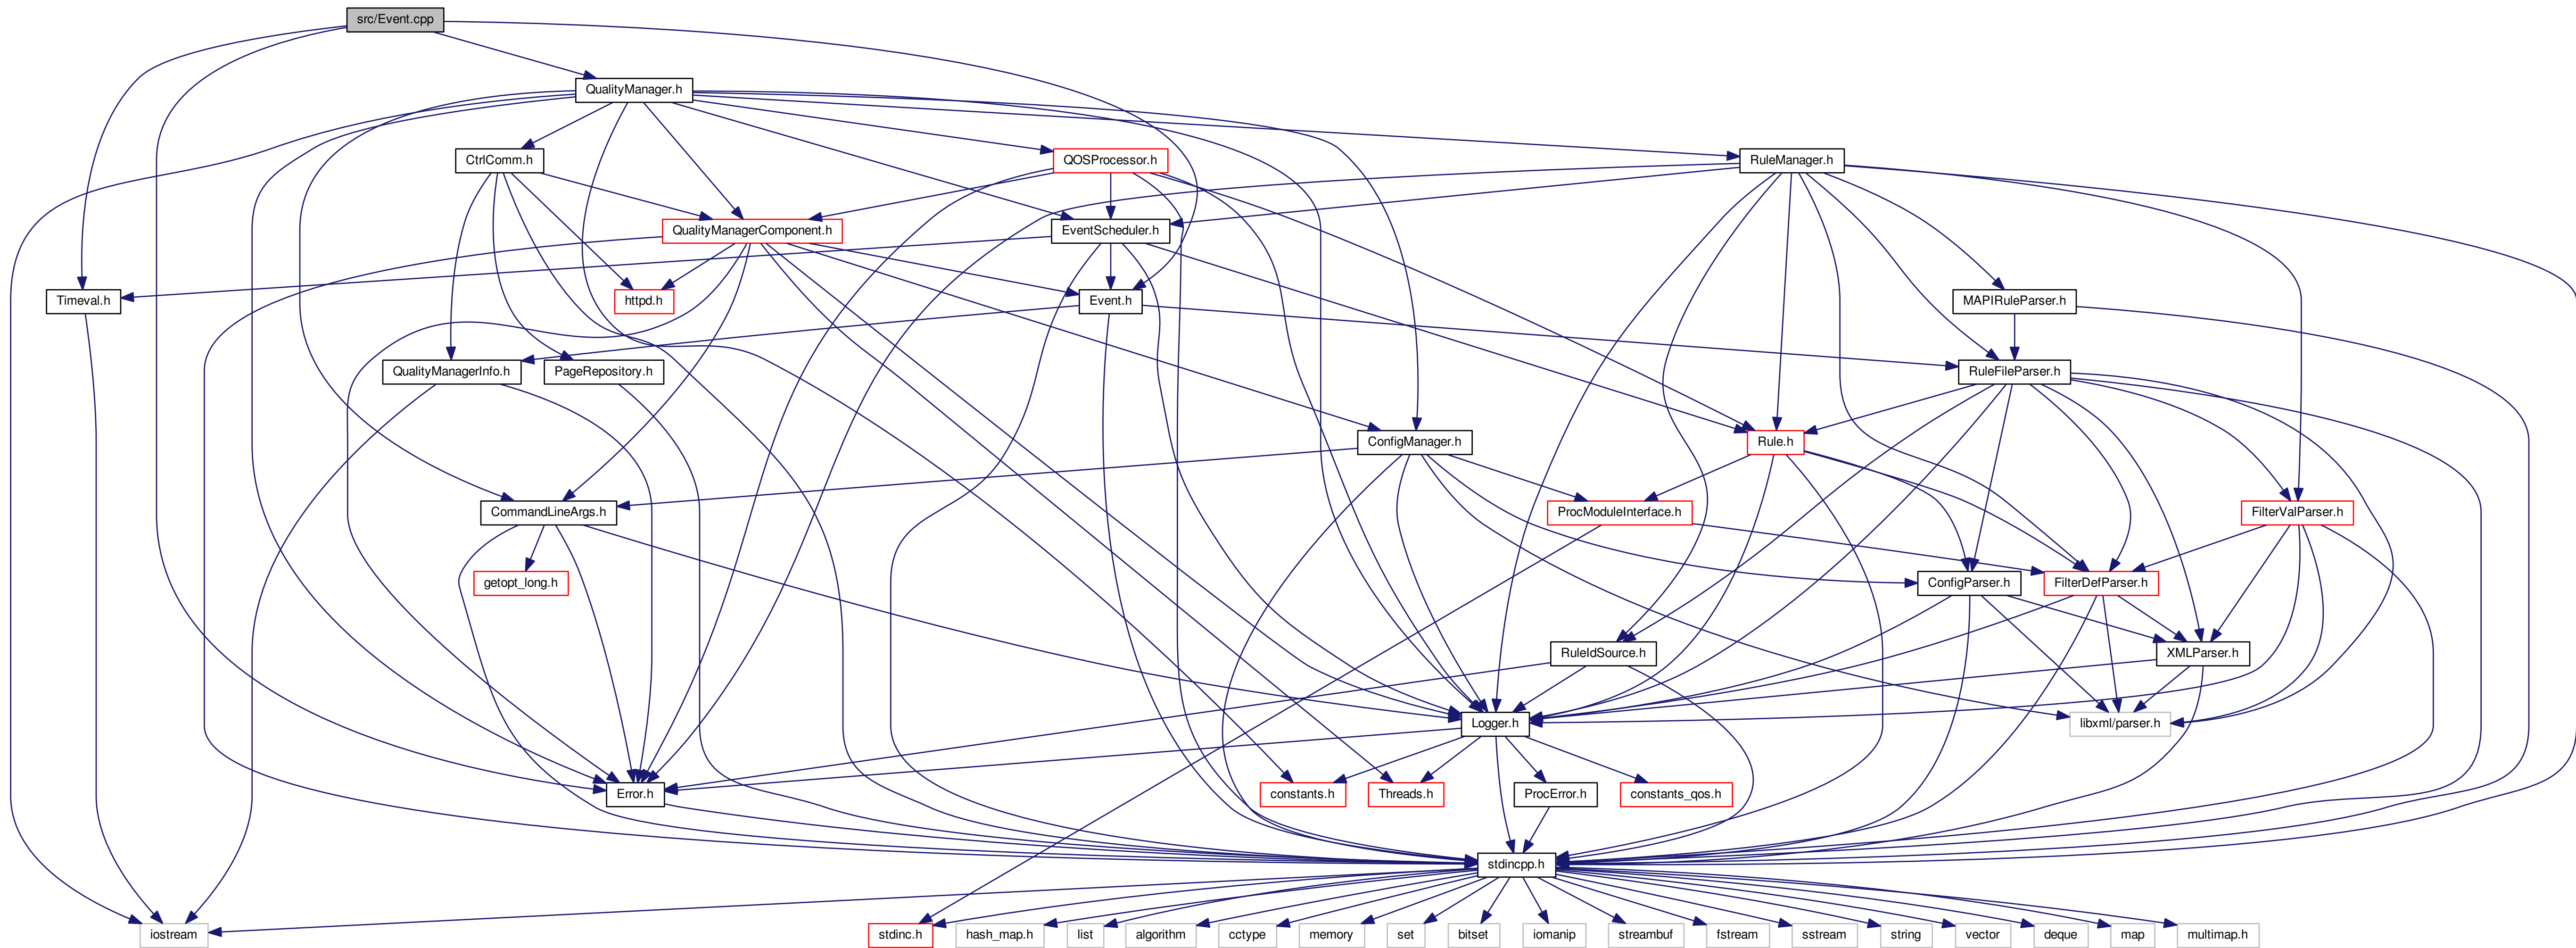 src/Event.cpp
QualityManager.h
CtrlComm.h
QOSProcessor.h
RuleManager.h
QualityManagerComponent.h
EventScheduler.h
Timeval.h
httpd.h
Event.h
MAPIRuleParser.h
QualityManagerInfo.h
PageRepository.h
RuleFileParser.h
ConfigManager.h
Rule.h
CommandLineArgs.h
ProcModuleInterface.h
FilterValParser.h
getopt_long.h
ConfigParser.h
FilterDefParser.h
RuleIdSource.h
XMLParser.h
Logger.h
libxml/parser.h
Error.h
constants.h
Threads.h
ProcError.h
constants_qos.h
stdincpp.h
iostream
stdinc.h
hash_map.h
list
algorithm
cctype
memory
set
bitset
iomanip
streambuf
fstream
sstream
string
vector
deque
map
multimap.h